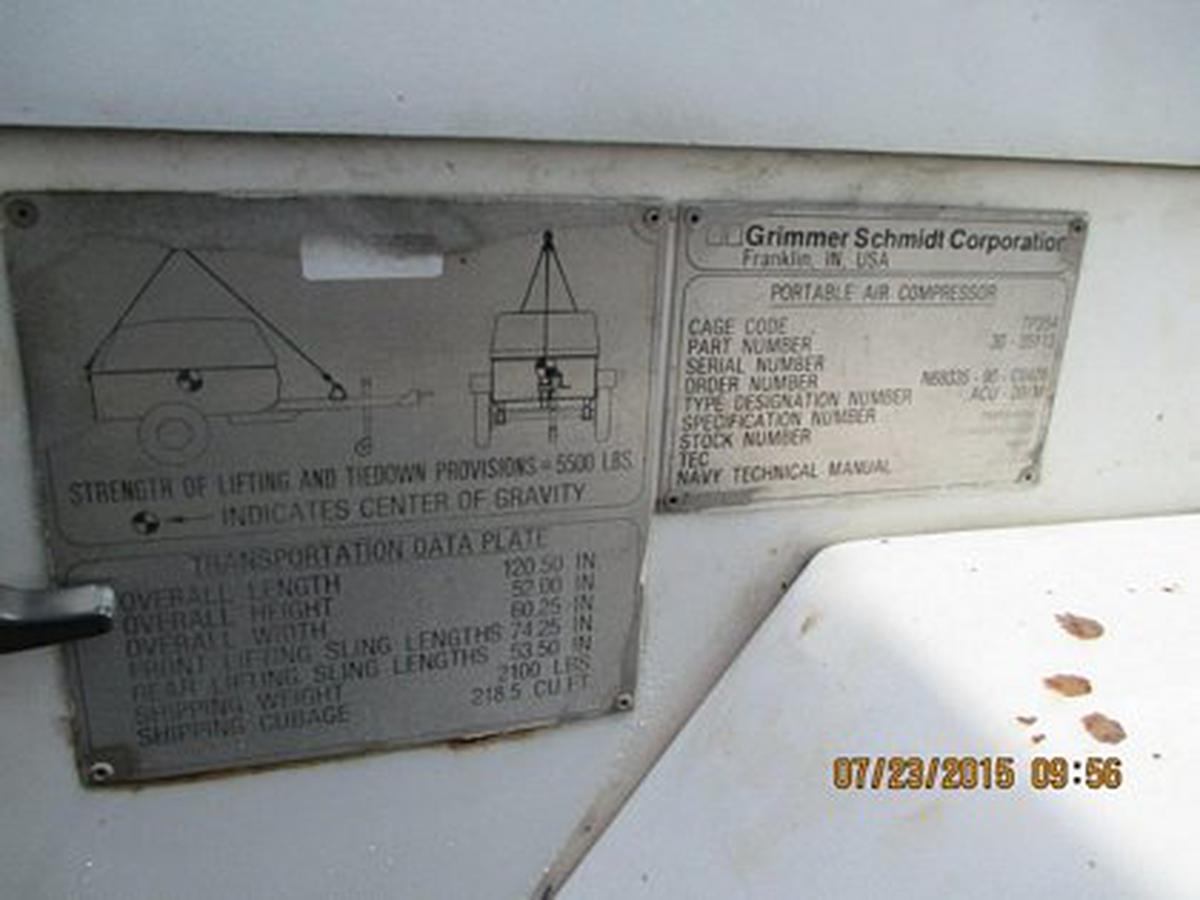 STRENGTH OF LIFTING AND TIEDOWN PROVISIONS = 5500 LBS.
INDICATES CENTER OF GRAVITY
TRANSPORTATION DATA PLATE
OVERALL LENGTH 120.50 IN
OVERALL HEIGHT 52.00 IN
OVERALL WIDTH 60.25 IN
FRONT LIFTING SLING LENGTHS 74.25 IN
REAR LIFTING SLING LENGTHS 53.50 IN
SHIPPING WEIGHT 2100 LBS
SHIPPING CUBAGE 218.5 CU FT.
Grimmer Schmidt Corporation
Franklin, IN, USA
PORTABLE AIR COMPRESSOR
CAGE CODE
PART NUMBER
SERIAL NUMBER
ORDER NUMBER
TYPE DESIGNATION NUMBER
SPECIFICATION NUMBER
STOCK NUMBER
TEC
NAVY TECHNICAL MANUAL
07/23/2015 09:56